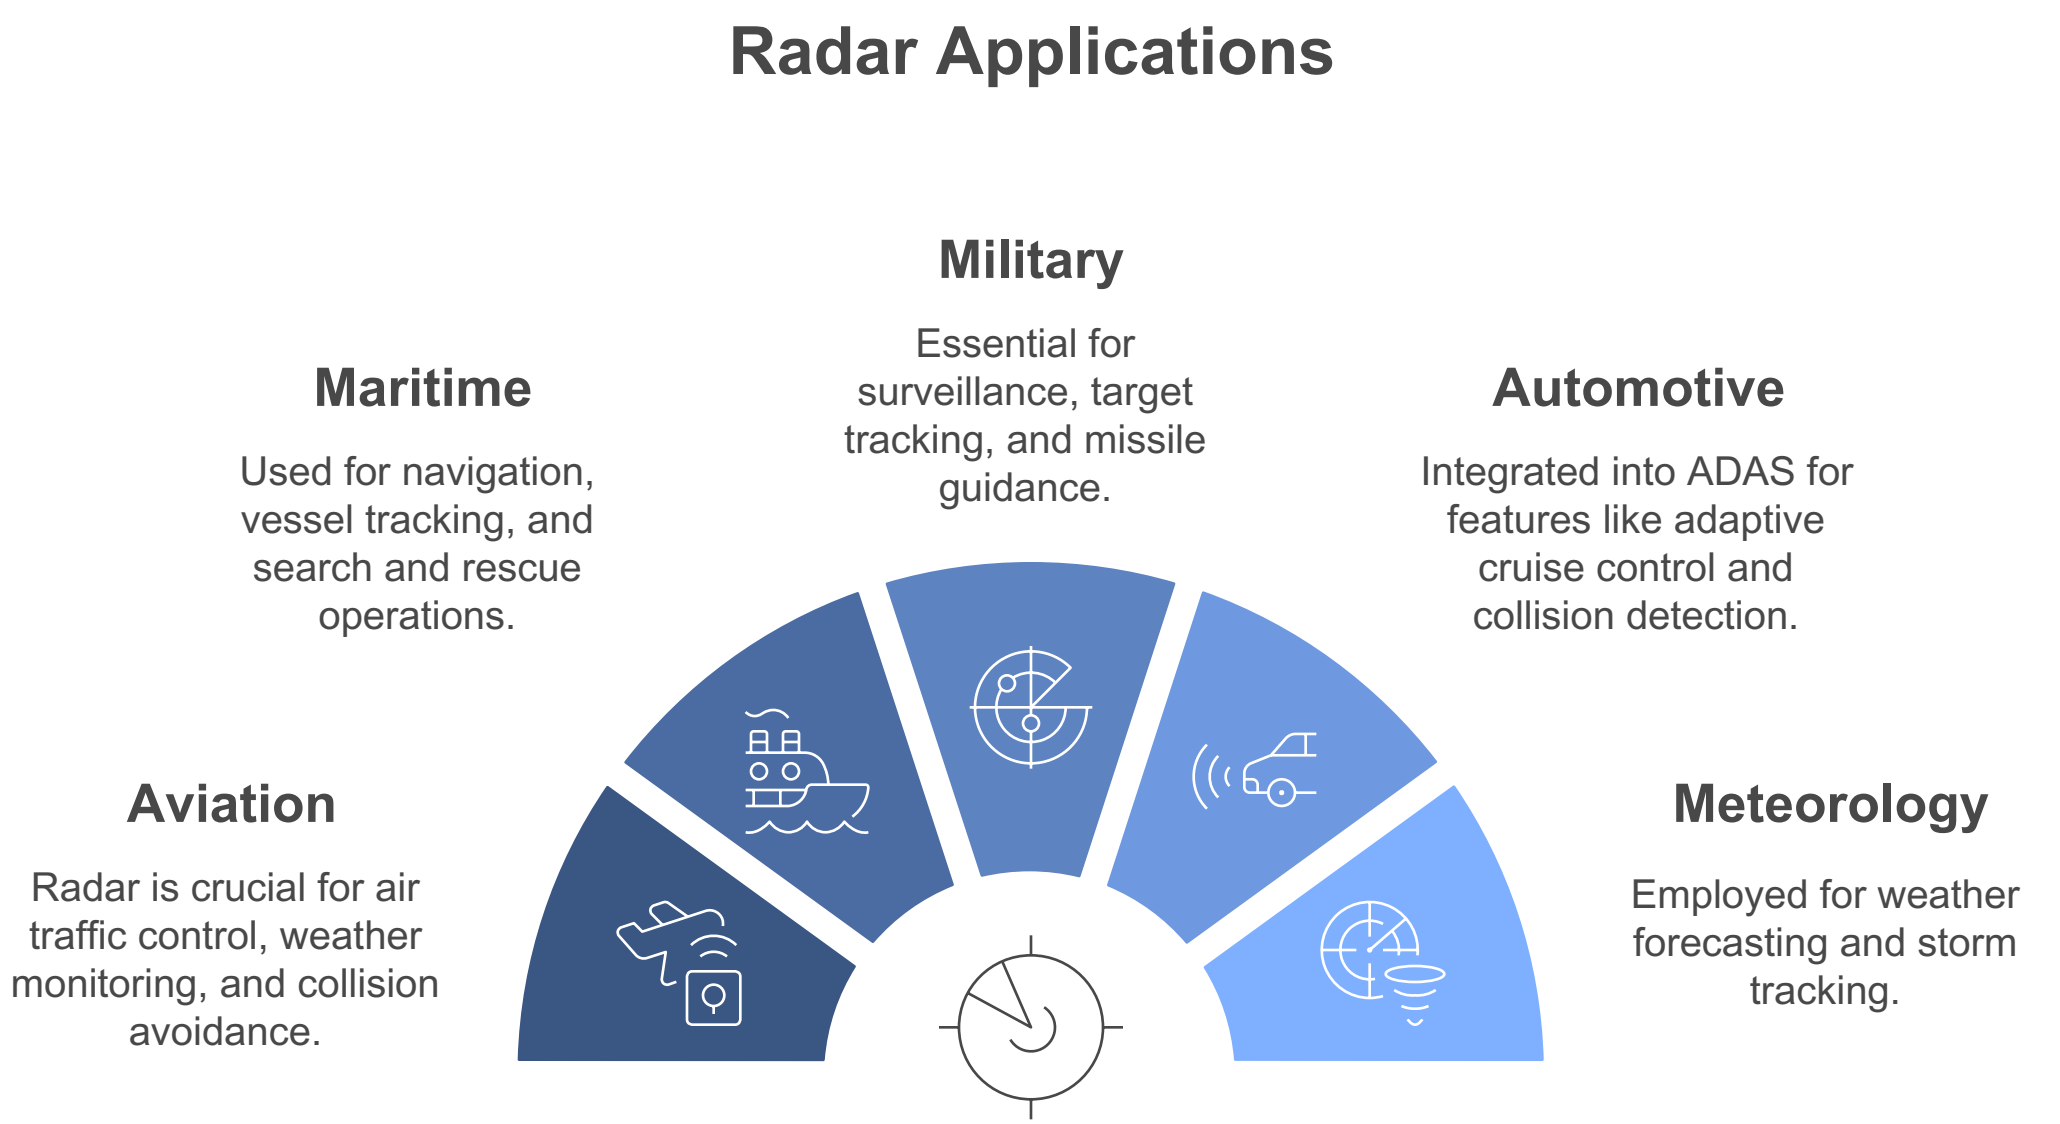 Radar Applications
Military
Essential for
surveillance, target
tracking, and missile
guidance.
Maritime
Used for navigation,
vessel tracking, and
search and rescue
operations.
Automotive
Integrated into ADAS for
features like adaptive
cruise control and
collision detection.
Aviation
Radar is crucial for air
traffic control, weather
monitoring, and collision
avoidance.
Meteorology
Employed for weather
forecasting and storm
tracking.